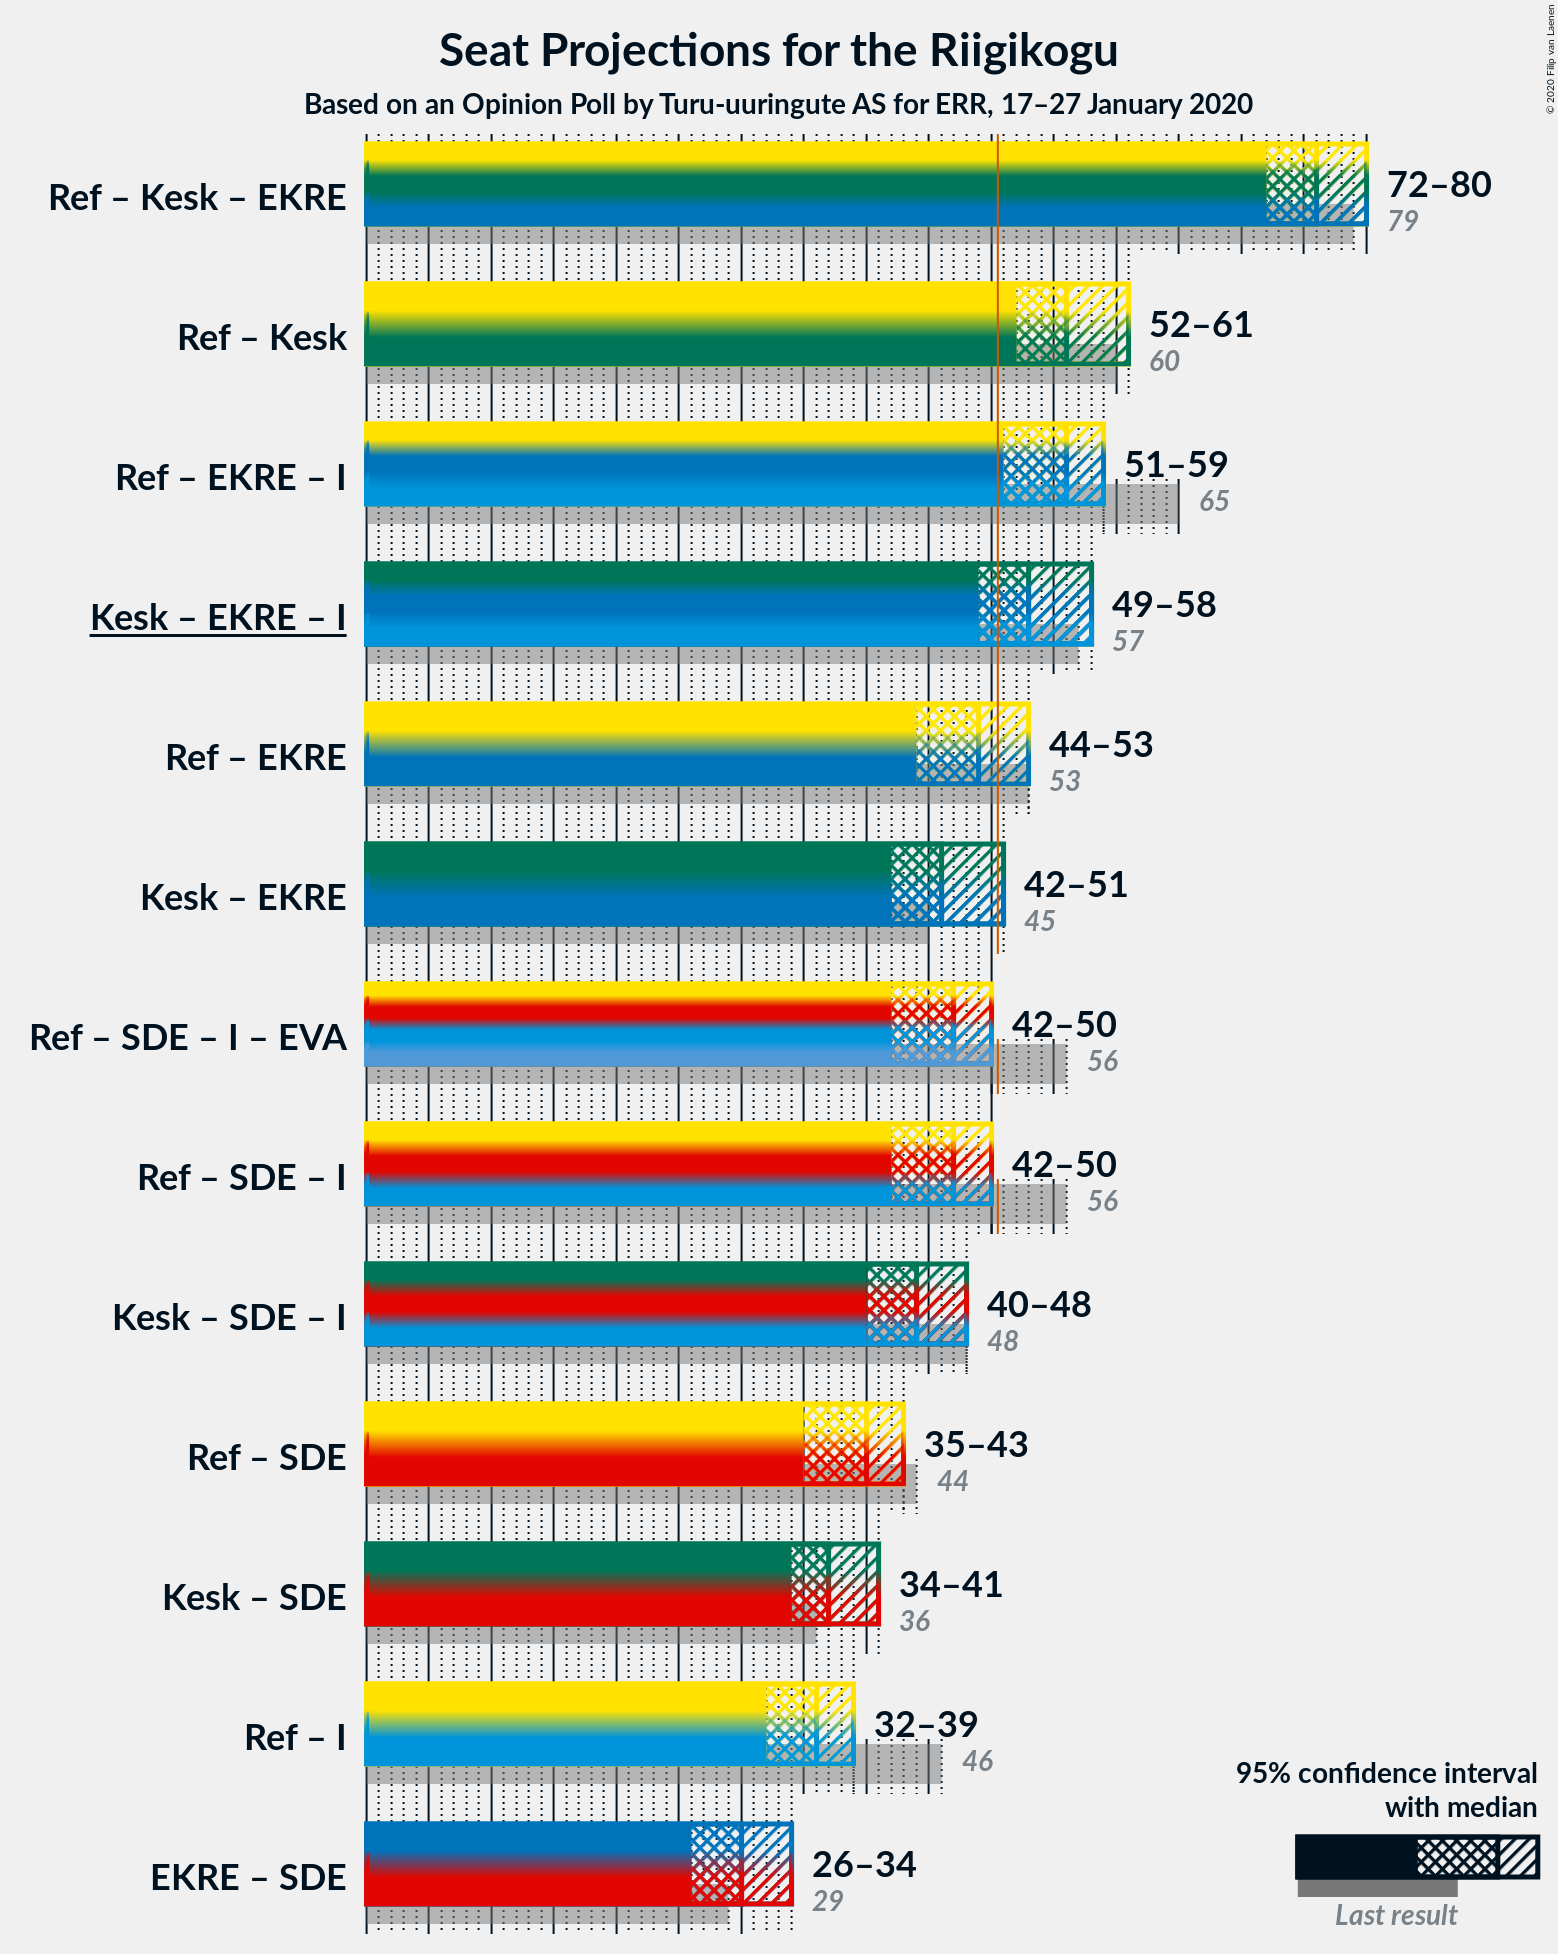 Seat Projections for the Riigikogu
Based on an Opinion Poll by Turu-uuringute AS for ERR, 17–27 January 2020
© 2020 Filip van Laenen
Ref – Kesk – EKRE
72–80
79
Ref – Kesk
52–61
60
Ref – EKRE – I
51–59
65
Kesk – EKRE – I
49–58
57
Ref – EKRE
44–53
53
Kesk – EKRE
42–51
45
Ref – SDE – I – EVA
42–50
56
Ref – SDE – I
42–50
56
Kesk – SDE – I
40–48
48
Ref – SDE
35–43
44
Kesk – SDE
34–41
36
Ref – I
32–39
46
EKRE – SDE
26–34
29
95% confidence interval
with median
Last result